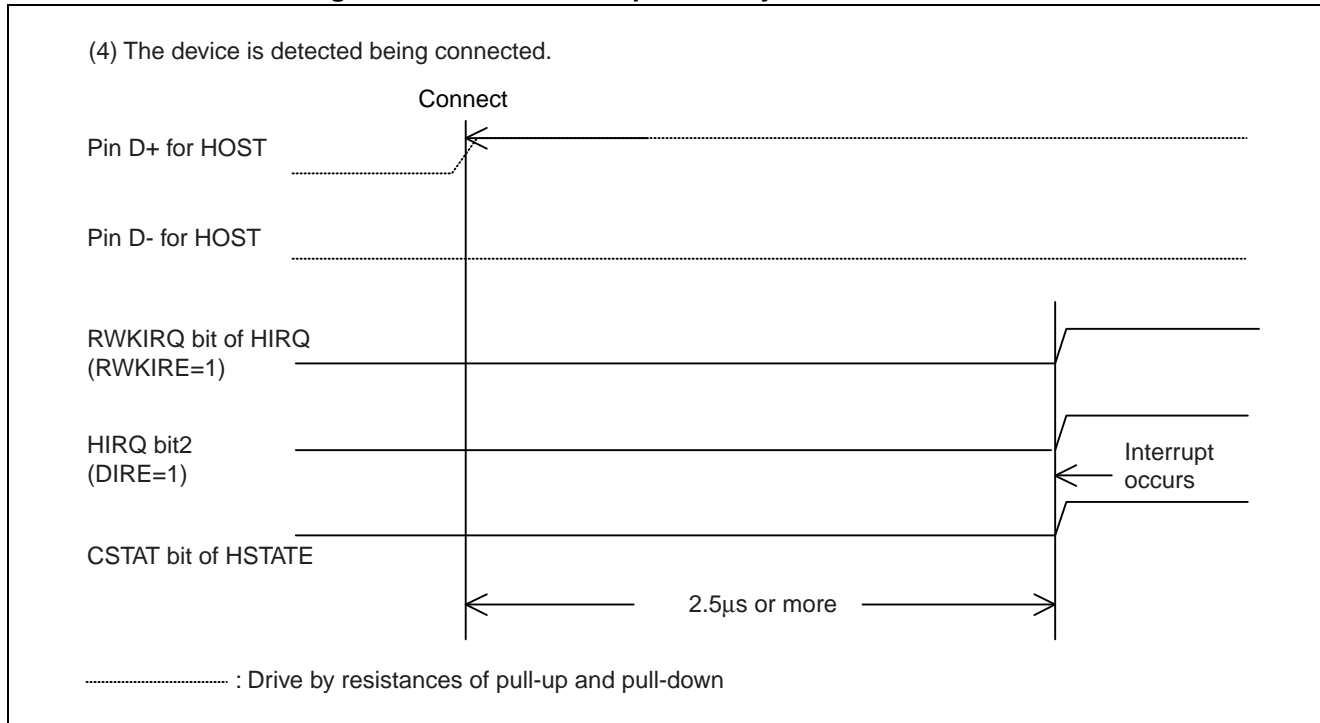 (4) The device is detected being connected.
Connect
Pin D+ for HOST
Pin D- for HOST
RWKIRQ bit of HIRQ
(RWKIRE=1)
HIRQ bit2
(DIRE=1)
Interrupt
occurs
CSTAT bit of HSTATE
2.5μs or more
: Drive by resistances of pull-up and pull-down